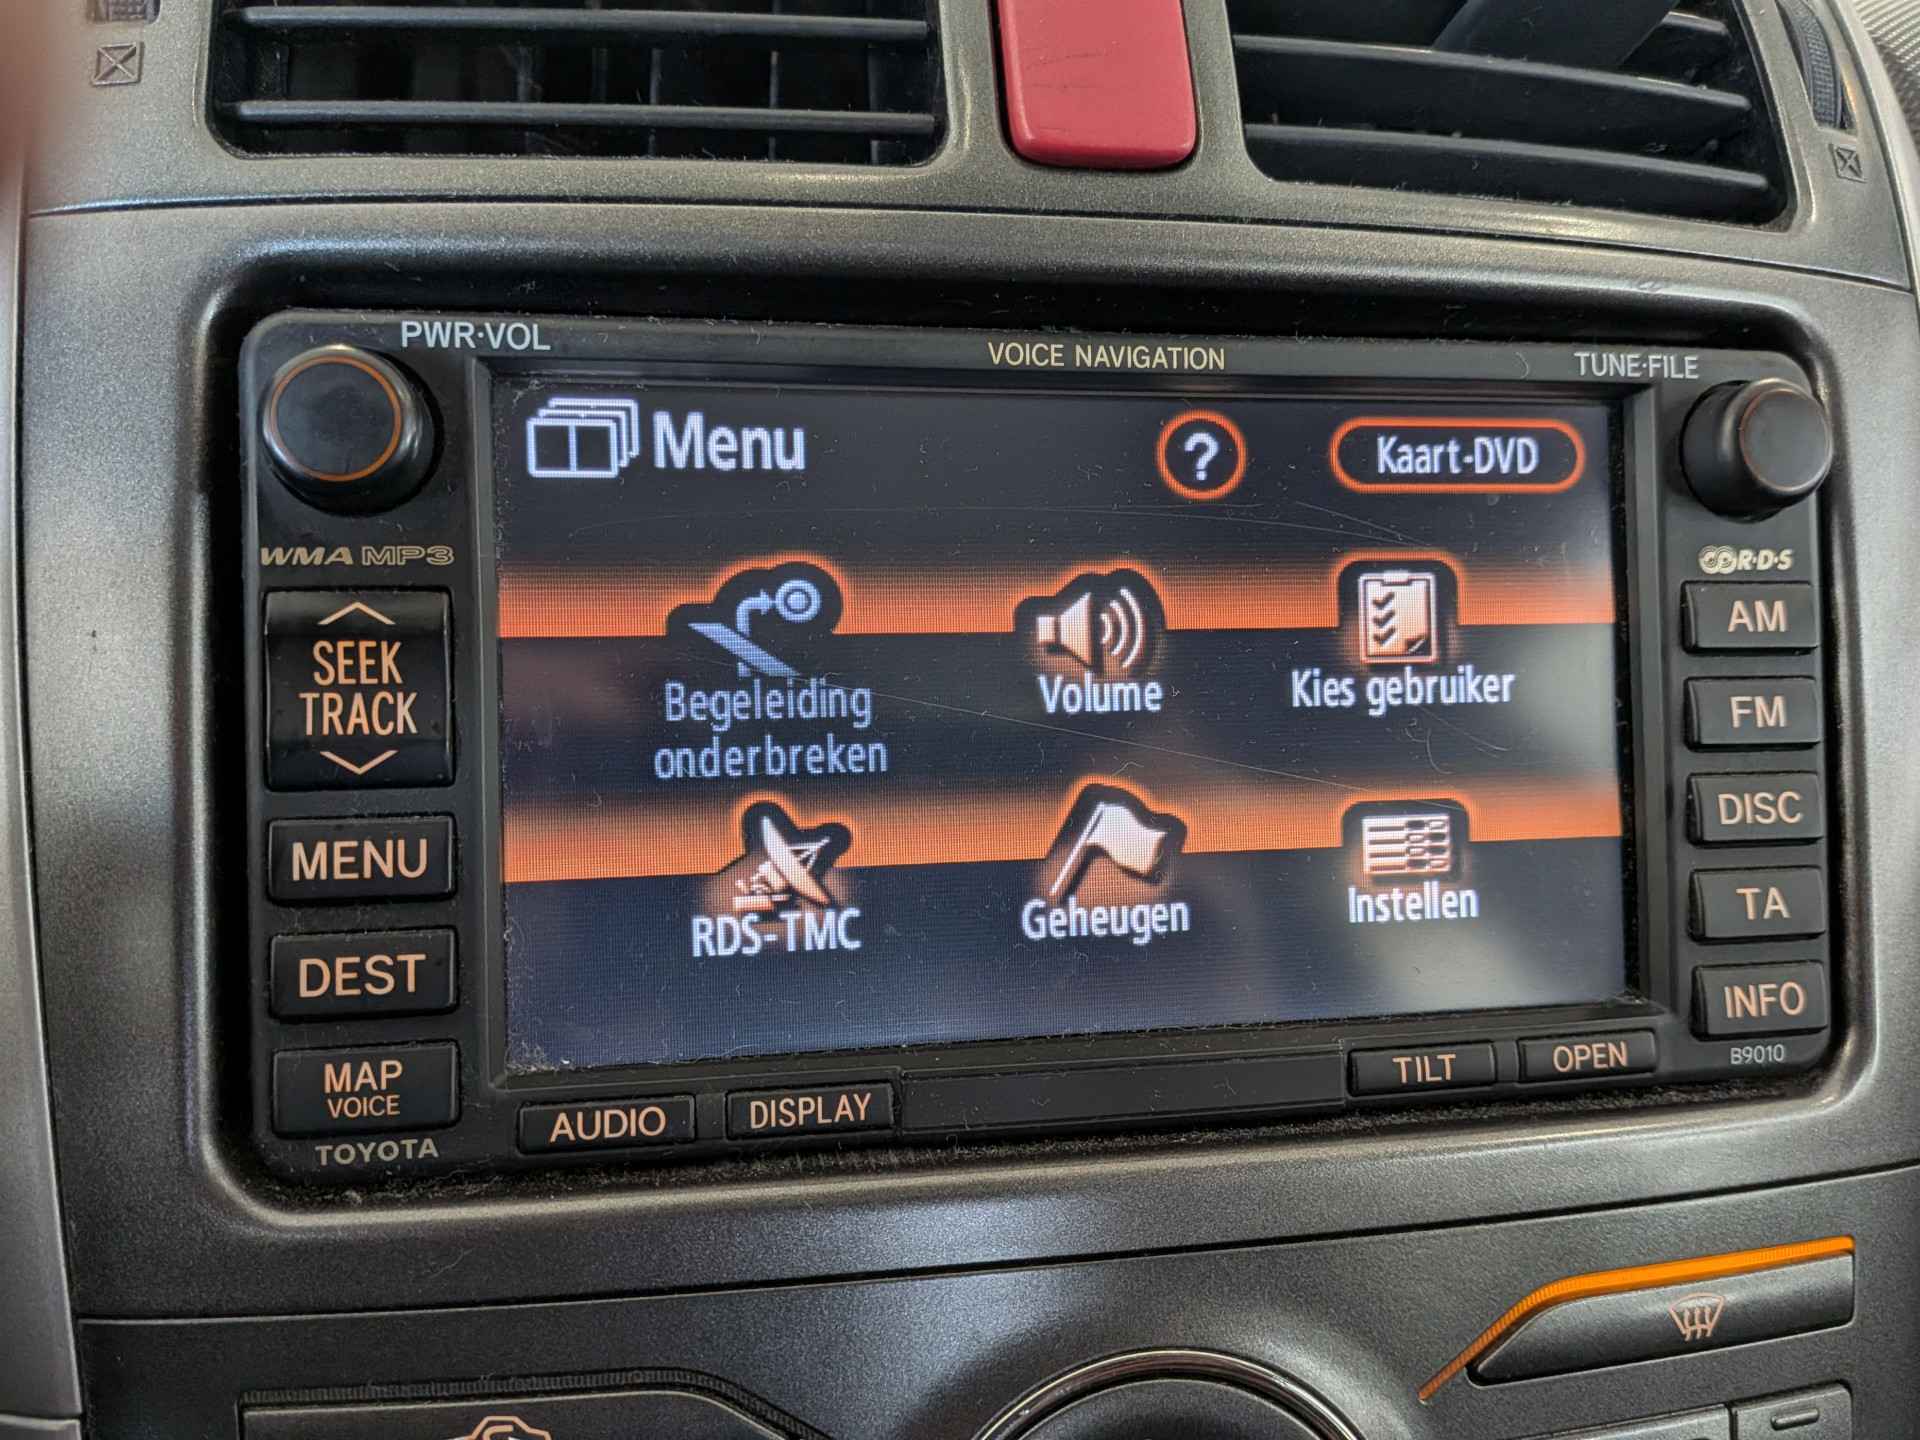 PWR·VOL
VOICE NAVIGATION
TUNE·FILE
Menu
?
Kaart-DVD
WMA MP3
R·D·S
SEEK
TRACK
MENU
DEST
MAP
VOICE
TOYOTA
Begeleiding
onderbreken
Volume
Kies gebruiker
RDS-TMC
Geheugen
Instellen
AM
FM
DISC
TA
INFO
B9010
AUDIO
DISPLAY
TILT
OPEN